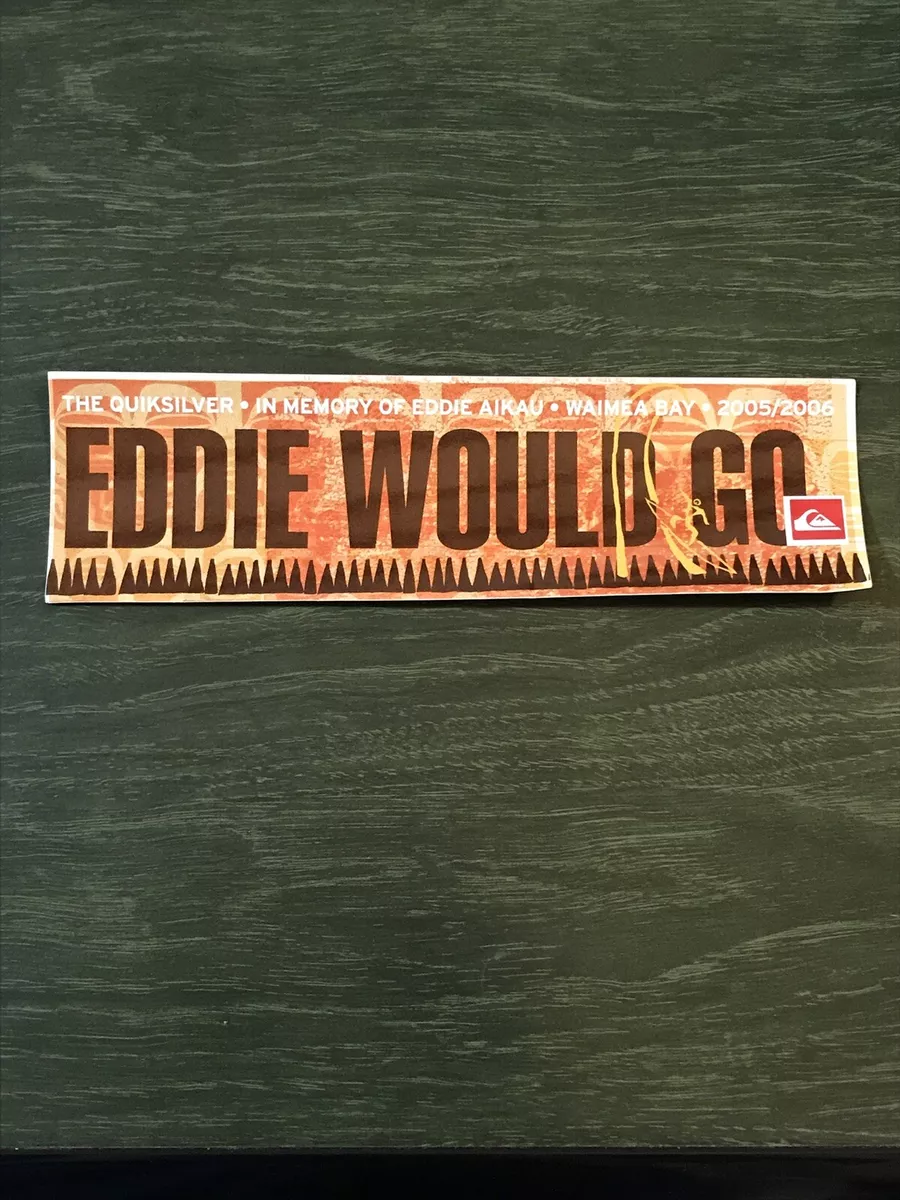 THE QUIKSILVER • IN MEMORY OF EDDIE AIKAU • WAIMEA BAY • 2005/2006
EDDIE WOULD GO